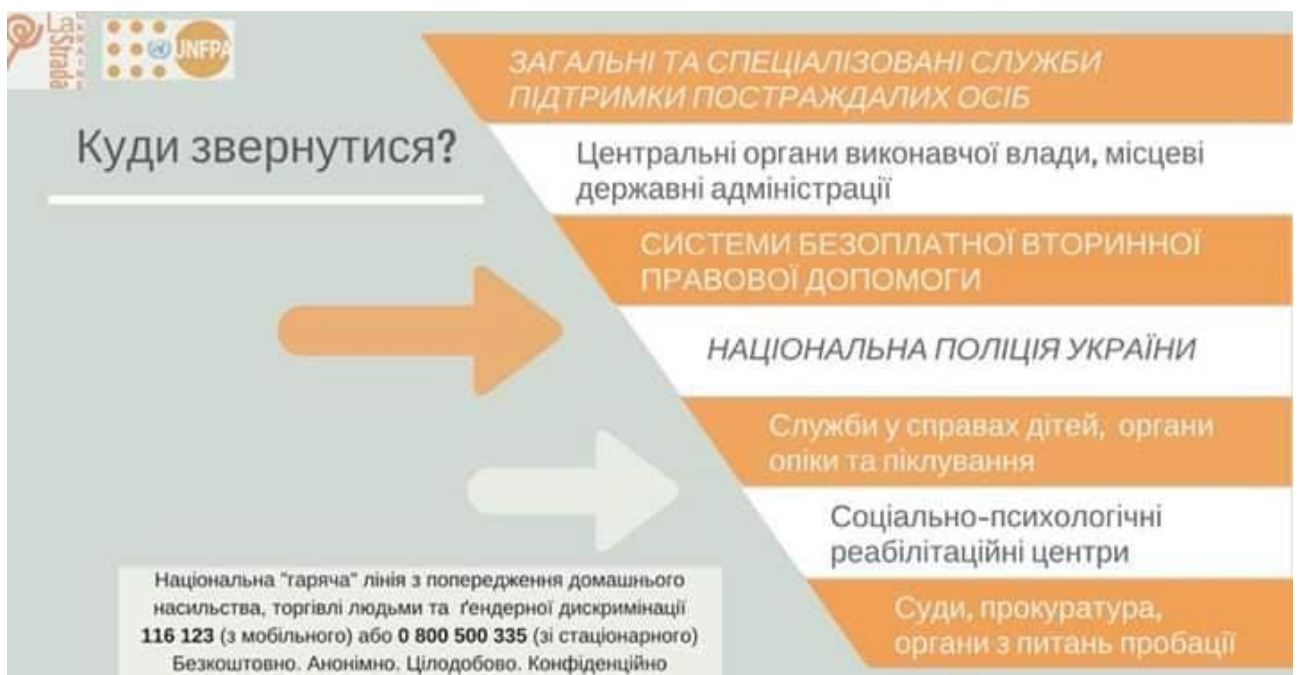 La Strada
UNFPA
Куди звернутися?
ЗАГАЛЬНІ ТА СПЕЦІАЛІЗОВАНІ СЛУЖБИ
ПІДТРИМКИ ПОСТРАЖДАЛИХ ОСІБ
Центральні органи виконавчої влади, місцеві
державні адміністрації
СИСТЕМИ БЕЗОПЛАТНОЇ ВТОРИННОЇ
ПРАВОВОЇ ДОПОМОГИ
НАЦІОНАЛЬНА ПОЛІЦІЯ УКРАЇНИ
Служби у справах дітей, органи
опіки та піклування
Соціально-психологічні
реабілітаційні центри
Суди, прокуратура,
органи з питань пробації
Національна "гаряча" лінія з попередження домашнього
насильства, торгівлі людьми та ґендерної дискримінації
116 123 (з мобільного) або 0 800 500 335 (зі стаціонарного)
Безкоштовно. Анонімно. Цілодобово. Конфіденційно